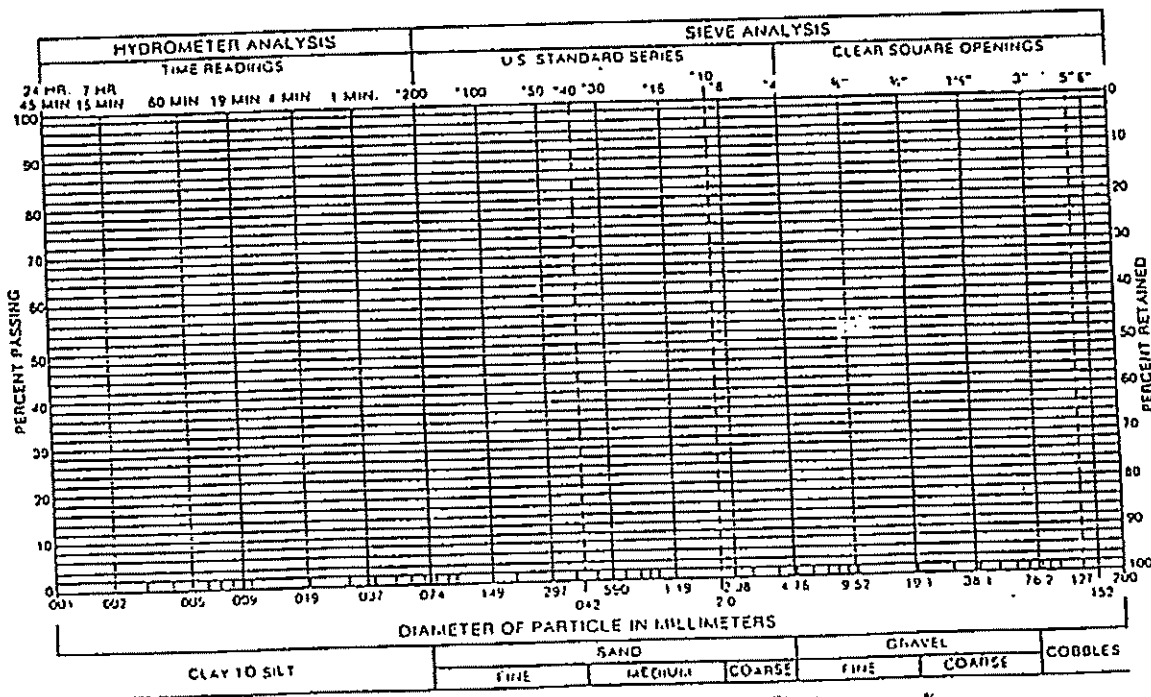 HYDROMETER ANALYSIS
SIEVE ANALYSIS
TIME READINGS
U.S. STANDARD SERIES
CLEAR SQUARE OPENINGS
24 HR. 7 HR
45 MIN 15 MIN 60 MIN 19 MIN 4 MIN 1 MIN. *200 *100 *50 *40 *30 *16 *10 *8 *4 ¾" 1½" 3" 5" 6"
100 90 80 70 60 50 40 30 20 10 0
PERCENT PASSING
0 10 20 30 40 50 60 70 80 90 100
PERCENT RETAINED
001 002 005 009 019 037 074 149 297 590 1 19 2 38 4 76 9 52 19 1 38 1 76 2 127 200
042 2 0 152
DIAMETER OF PARTICLE IN MILLIMETERS
CLAY TO SILT
SAND
GRAVEL
COBBLES
FINE MEDIUM COARSE FINE COARSE